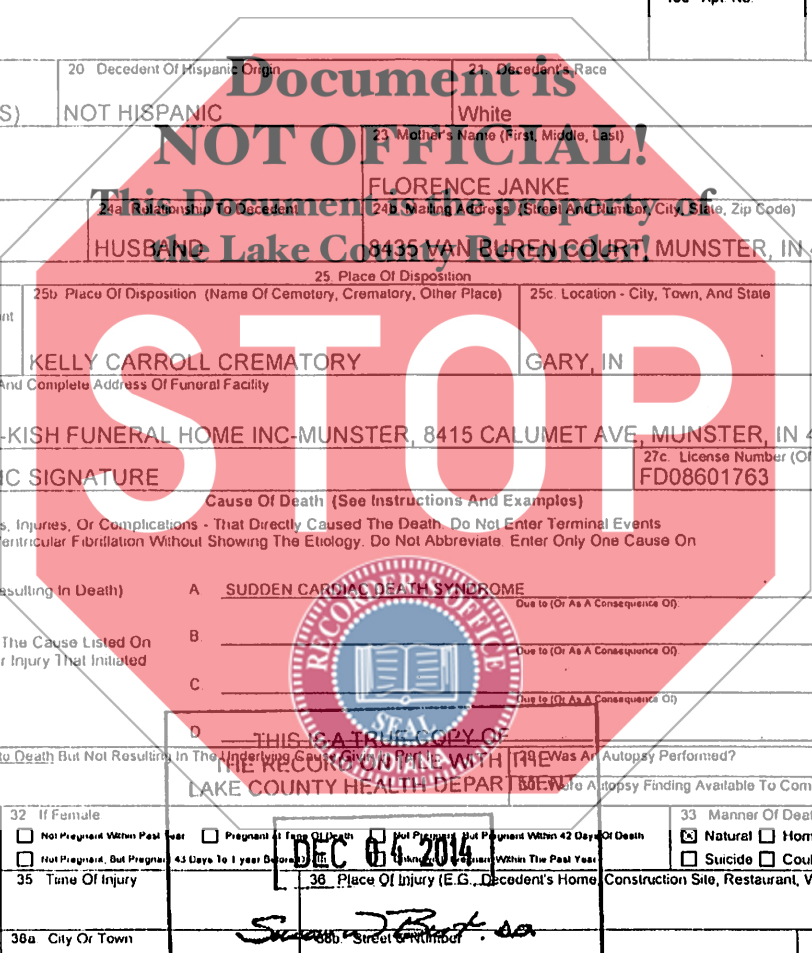 20 Decedent Of Hispanic Origin 21. Decedent's Race
S) NOT HISPANIC White
Document is
NOT OFFICIAL!
This Document is the property of
the Lake County Recorder!
23 Mother's Name (First, Middle, Last)
FLORENCE JANKE
24a Relationship To Decedent 24b. Mailing Address (Street And Number, City, State, Zip Code)
HUSBAND 8435 VAN BUREN COURT, MUNSTER, IN 4
25. Place Of Disposition
25b Place Of Disposition (Name Of Cemetery, Crematory, Other Place) 25c. Location - City, Town, And State
KELLY CARROLL CREMATORY GARY, IN
STOP
And Complete Address Of Funeral Facility
-KISH FUNERAL HOME INC-MUNSTER, 8415 CALUMET AVE, MUNSTER, IN 4
27c. License Number (Of
IC SIGNATURE FD08601763
Cause Of Death (See Instructions And Examples)
s, Injuries, Or Complications - That Directly Caused The Death. Do Not Enter Terminal Events
entricular Fibrillation Without Showing The Etiology. Do Not Abbreviate. Enter Only One Cause On
esulting In Death) A SUDDEN CARDIAC DEATH SYNDROME
Due to (Or As A Consequence Of).
The Cause Listed On B.
r Injury That Initiated Due to (Or As A Consequence Of).
C.
Due to (Or As A Consequence Of)
D
RECORDER'S OFFICE
SEAL
INDIANA
to Death But Not Resulting In The Underlying Cause Given In Part 29. Was An Autopsy Performed?
Autopsy Finding Available To Com
THIS IS A TRUE COPY OF
THE RECORD ON FILE WITH THE
LAKE COUNTY HEALTH DEPARTMENT
32 If Female 33 Manner Of Deat
Not Pregnant Within Past Year Pregnant At Time Of Death Not Pregnant, But Pregnant Within 42 Days Of Death Natural Hom
Not Pregnant, But Pregnant 43 Days To 1 year Before Death Unknown If Pregnant Within The Past Year Suicide Coul
DEC 04 2014
35 Time Of Injury 36 Place Of Injury (E.G., Decedent's Home, Construction Site, Restaurant, W
38a City Or Town 38b. Street & Number